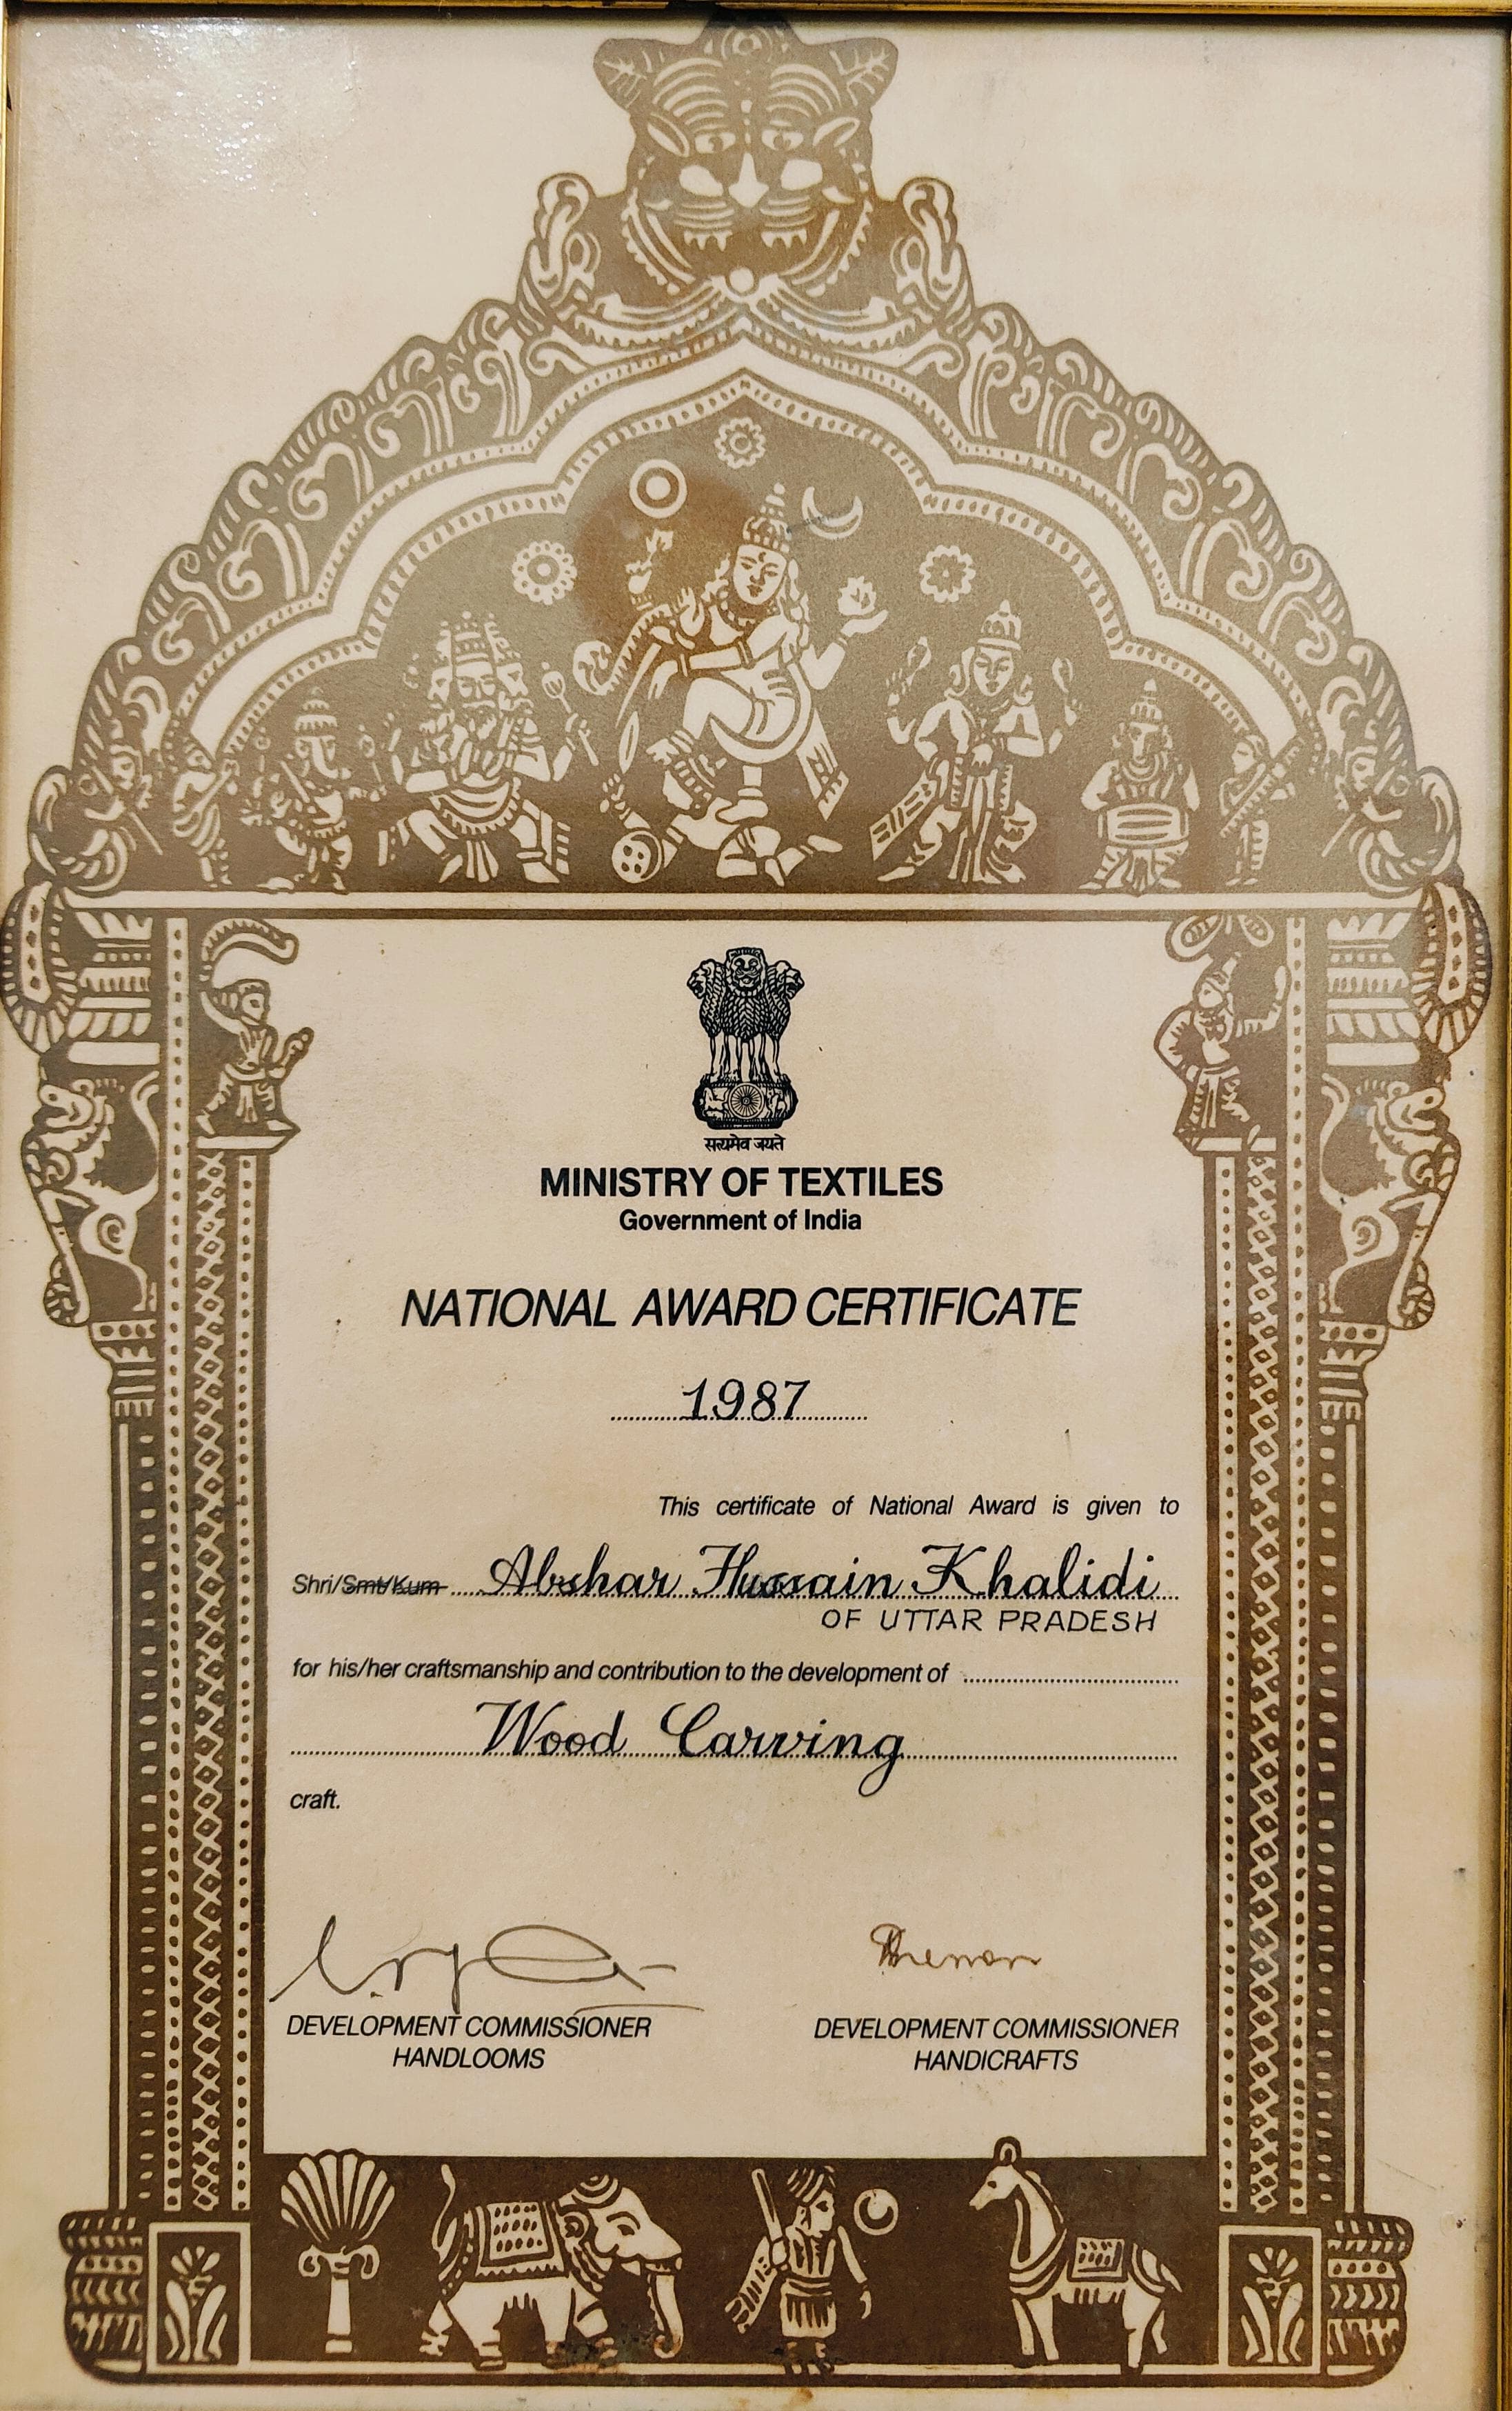 सत्यमेव जयते
MINISTRY OF TEXTILES
Government of India
NATIONAL AWARD CERTIFICATE
1987
This certificate of National Award is given to
Shri/Smt/Kum Abshar Hussain Khalidi
OF UTTAR PRADESH
for his/her craftsmanship and contribution to the development of
Wood Carving
craft.
DEVELOPMENT COMMISSIONER DEVELOPMENT COMMISSIONER
HANDLOOMS HANDICRAFTS